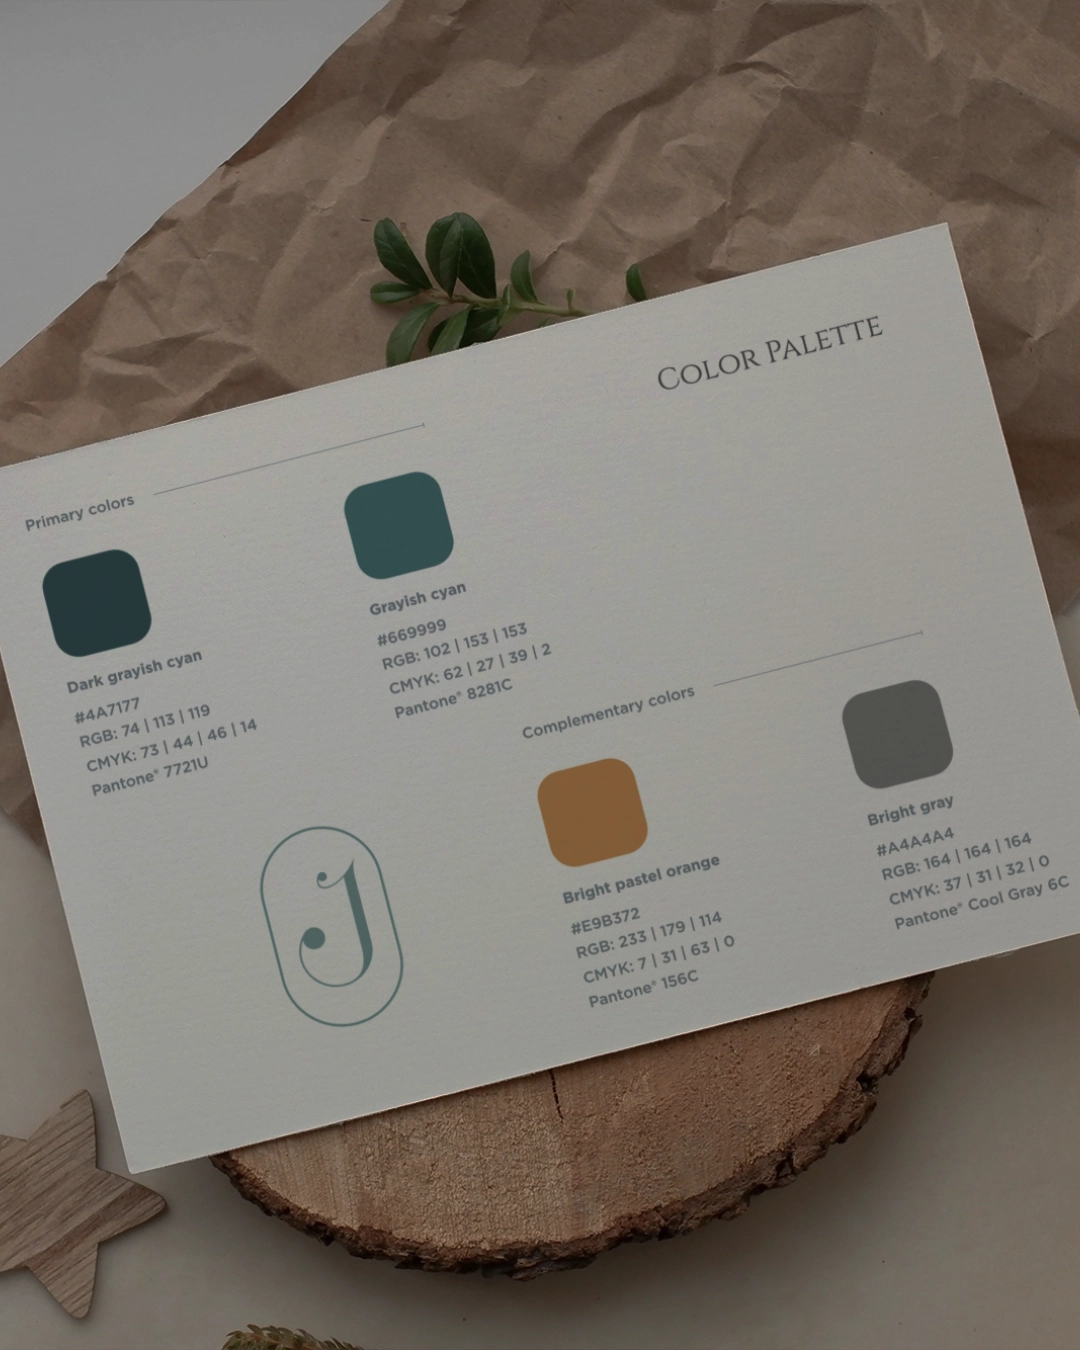 COLOR PALETTE
Primary colors
Dark grayish cyan
#4A7177
RGB: 74 | 113 | 119
CMYK: 73 | 44 | 46 | 14
Pantone® 7721U
Grayish cyan
#669999
RGB: 102 | 153 | 153
CMYK: 62 | 27 | 39 | 2
Pantone® 8281C
Complementary colors
Bright pastel orange
#E9B372
RGB: 233 | 179 | 114
CMYK: 7 | 31 | 63 | 0
Pantone® 156C
Bright gray
#A4A4A4
RGB: 164 | 164 | 164
CMYK: 37 | 31 | 32 | 0
Pantone® Cool Gray 6C
J